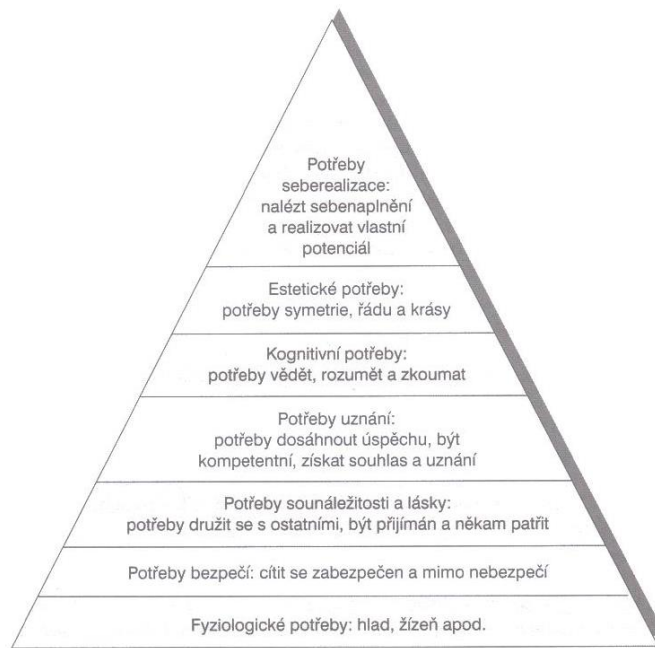 Potřeby
seberealizace:
nalézt sebenaplnění
a realizovat vlastní
potenciál
Estetické potřeby:
potřeby symetrie, řádu a krásy
Kognitivní potřeby:
potřeby vědět, rozumět a zkoumat
Potřeby uznání:
potřeby dosáhnout úspěchu, být
kompetentní, získat souhlas a uznání
Potřeby sounáležitosti a lásky:
potřeby družit se s ostatními, být přijímán a někam patřit
Potřeby bezpečí: cítit se zabezpečen a mimo nebezpečí
Fyziologické potřeby: hlad, žízeň apod.